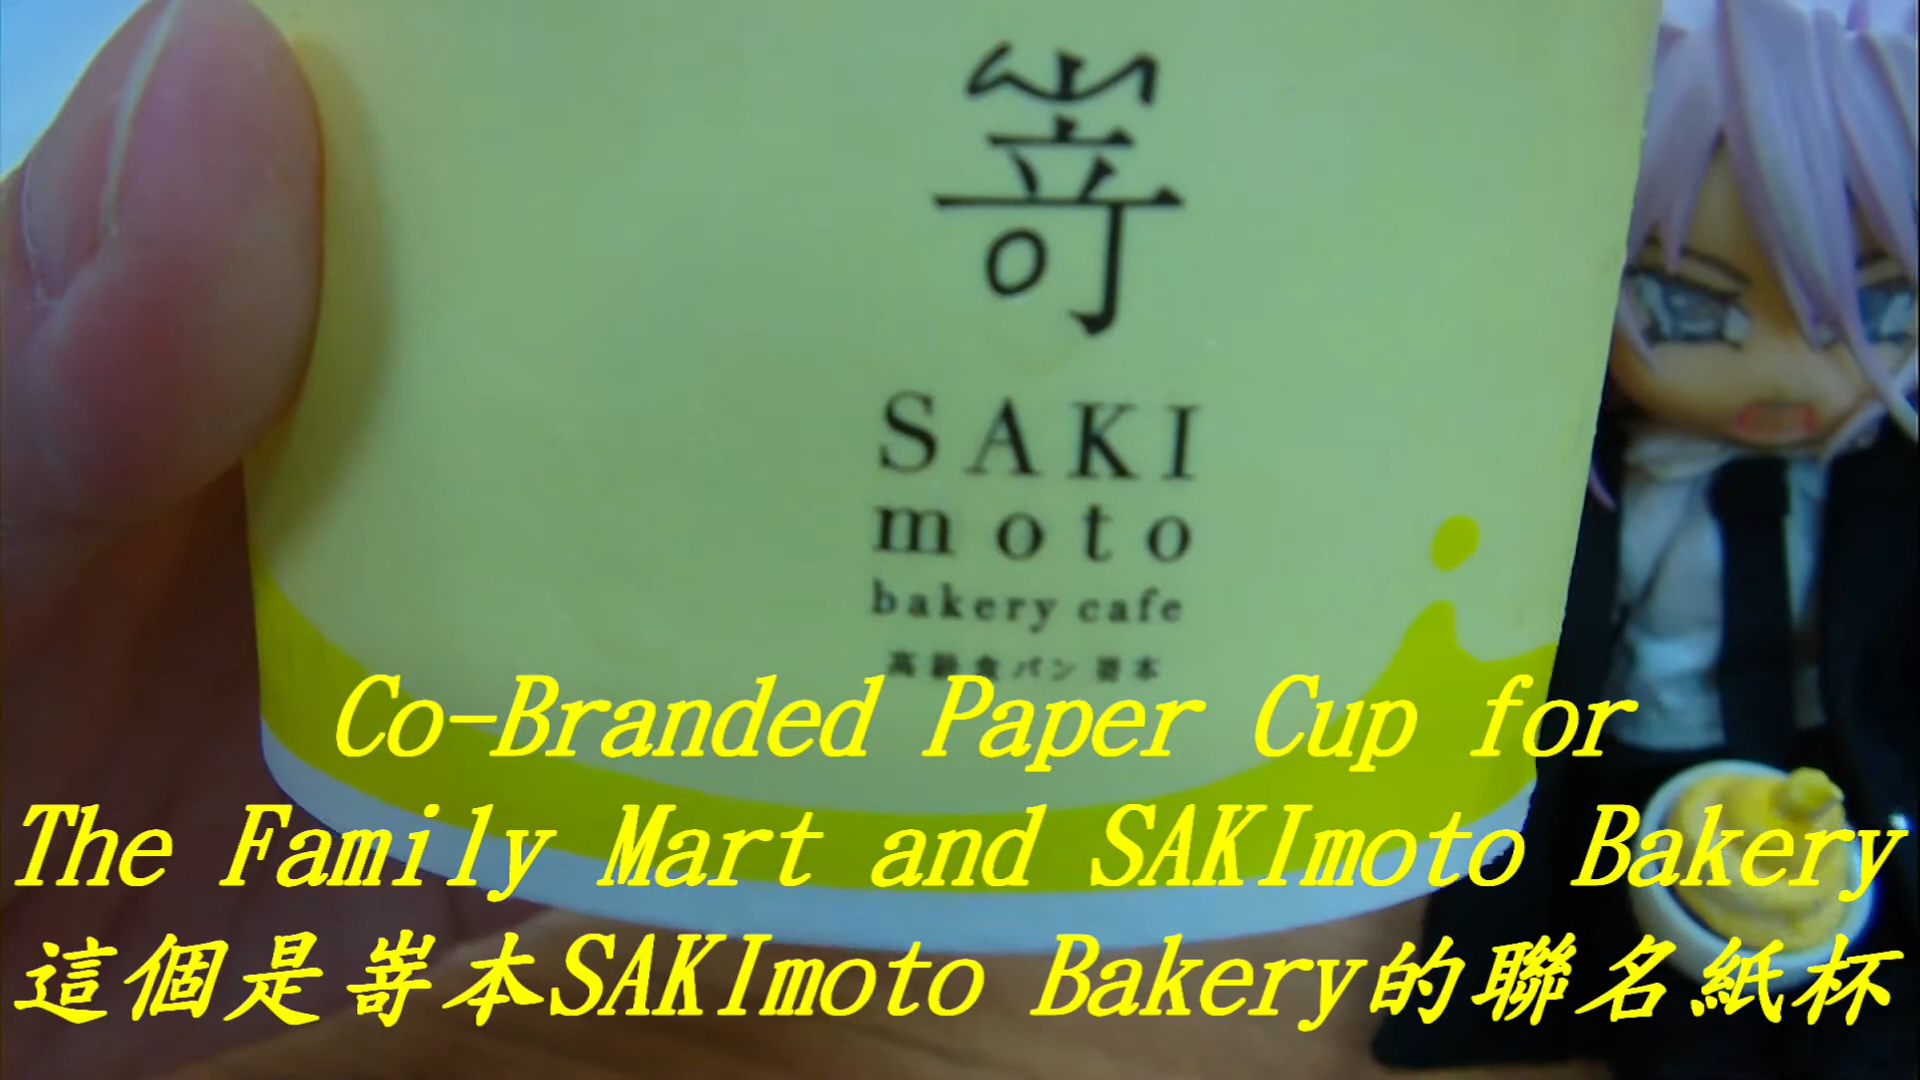 嵜
SAKI
moto
bakery cafe
高級食パン 嵜本
Co-Branded Paper Cup for
The Family Mart and SAKImoto Bakery
這個是嵜本SAKImoto Bakery的聯名紙杯